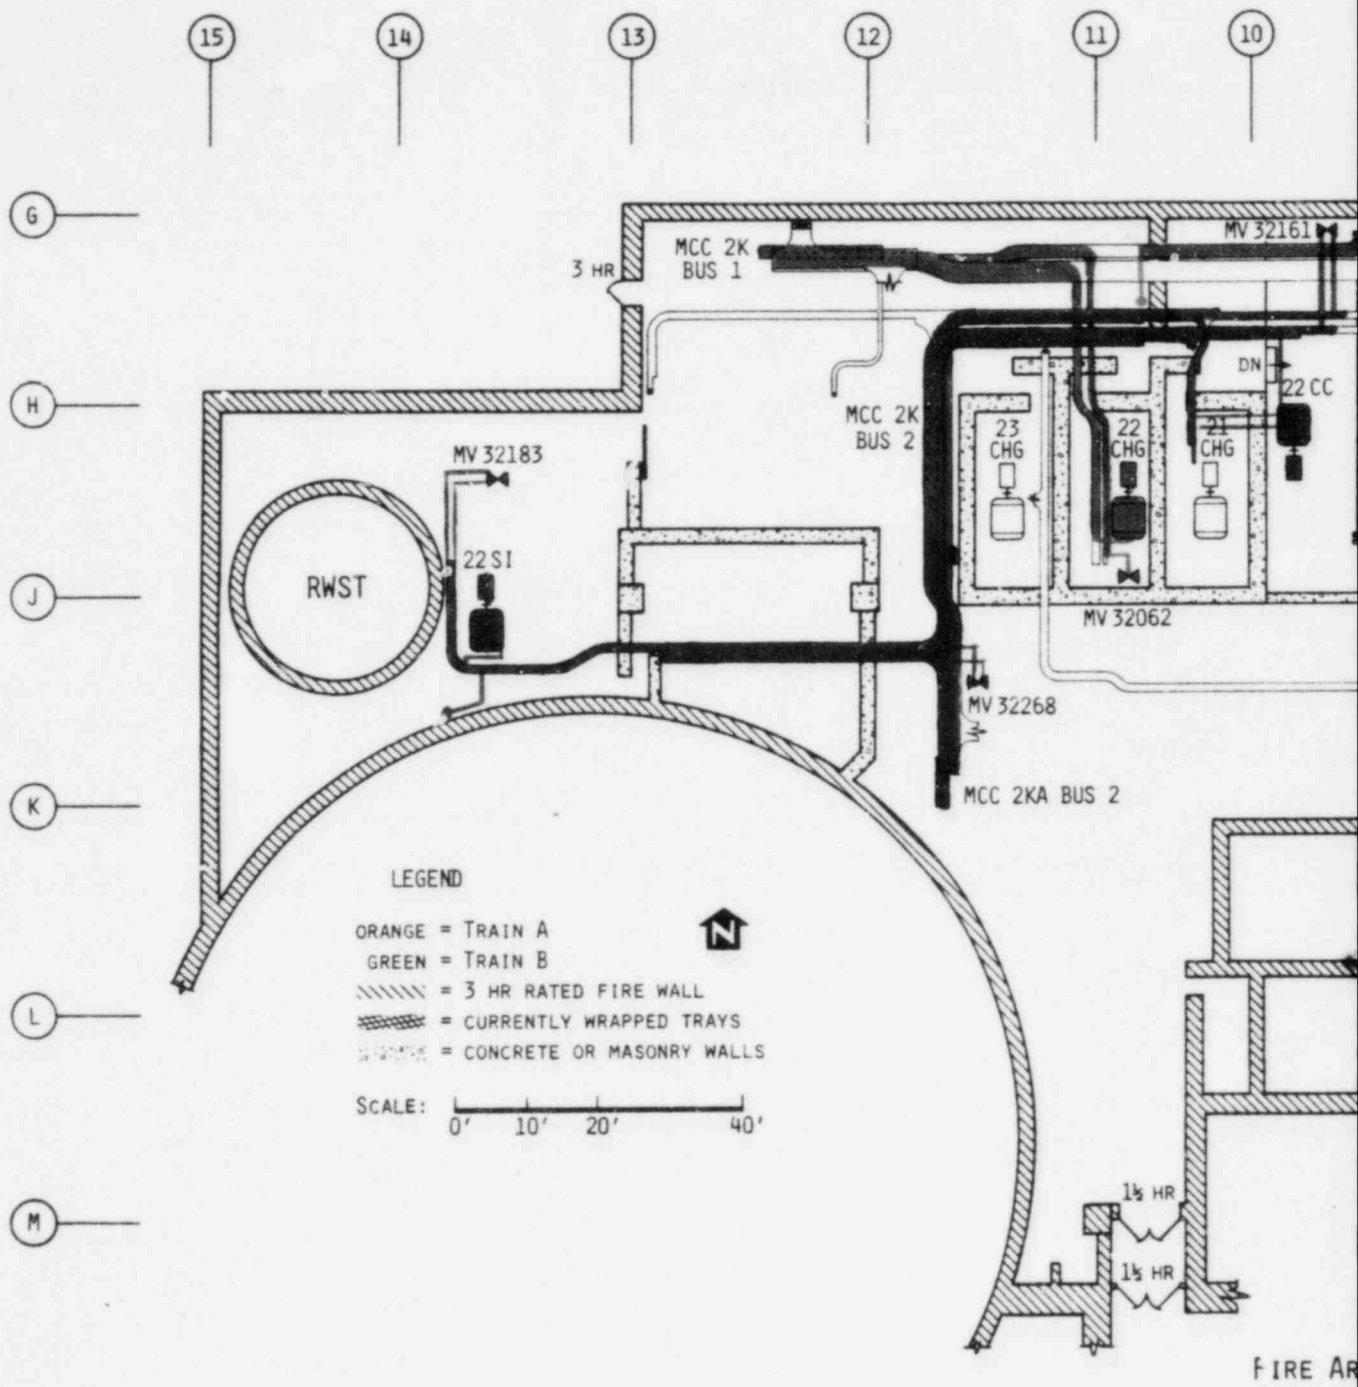 15 14 13 12 11 10
G
MV 32161
MCC 2K
BUS 1
3 HR
DN
H
22 CC
MCC 2K
BUS 2
23
CHG
22
CHG
21
CHG
MV 32183
22 SI
RWST
J
MV 32062
MV 32268
K
MCC 2KA BUS 2
LEGEND
ORANGE = TRAIN A
N
GREEN = TRAIN B
= 3 HR RATED FIRE WALL
L
= CURRENTLY WRAPPED TRAYS
= CONCRETE OR MASONRY WALLS
SCALE:
0' 10' 20' 40'
1½ HR
M
1½ HR
FIRE AR